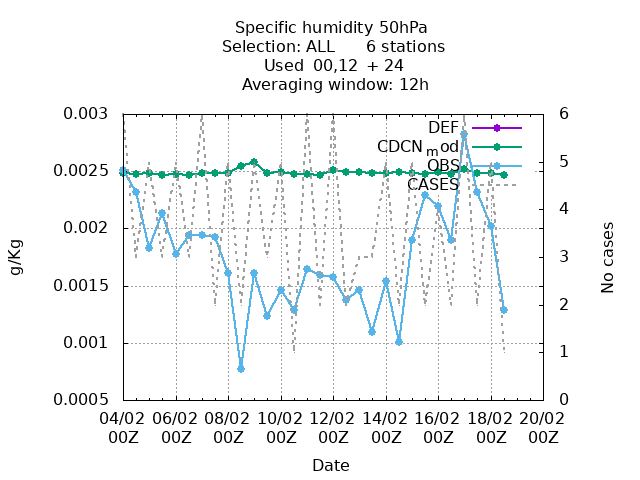 Specific humidity 50hPa
Selection: ALL 6 stations
Used 00,12 + 24
Averaging window: 12h
0.003
0.0025
0.002
0.0015
0.001
0.0005
g/Kg
6
5
4
3
2
1
0
No cases
DEF
CDCN_mod
OBS
CASES
04/02 06/02 08/02 10/02 12/02 14/02 16/02 18/02 20/02
00Z 00Z 00Z 00Z 00Z 00Z 00Z 00Z 00Z
Date